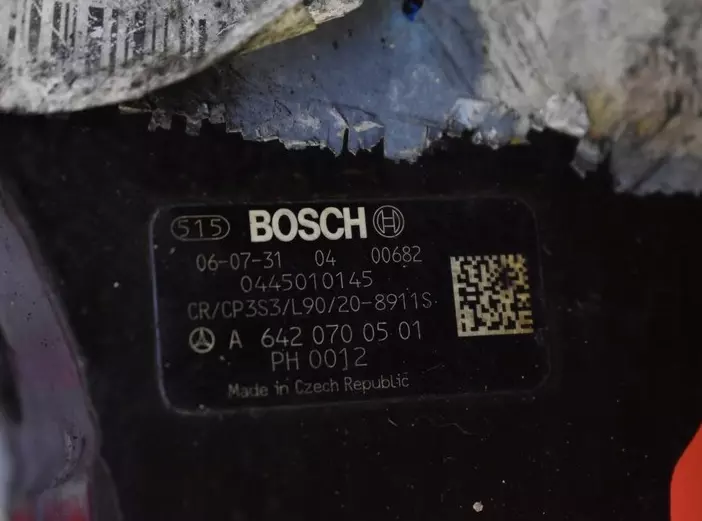 515 BOSCH
06-07-31 04 00682
0445010145
CR/CP3S3/L90/20-8911S
A 642 070 05 01
PH 0012
Made in Czech Republic